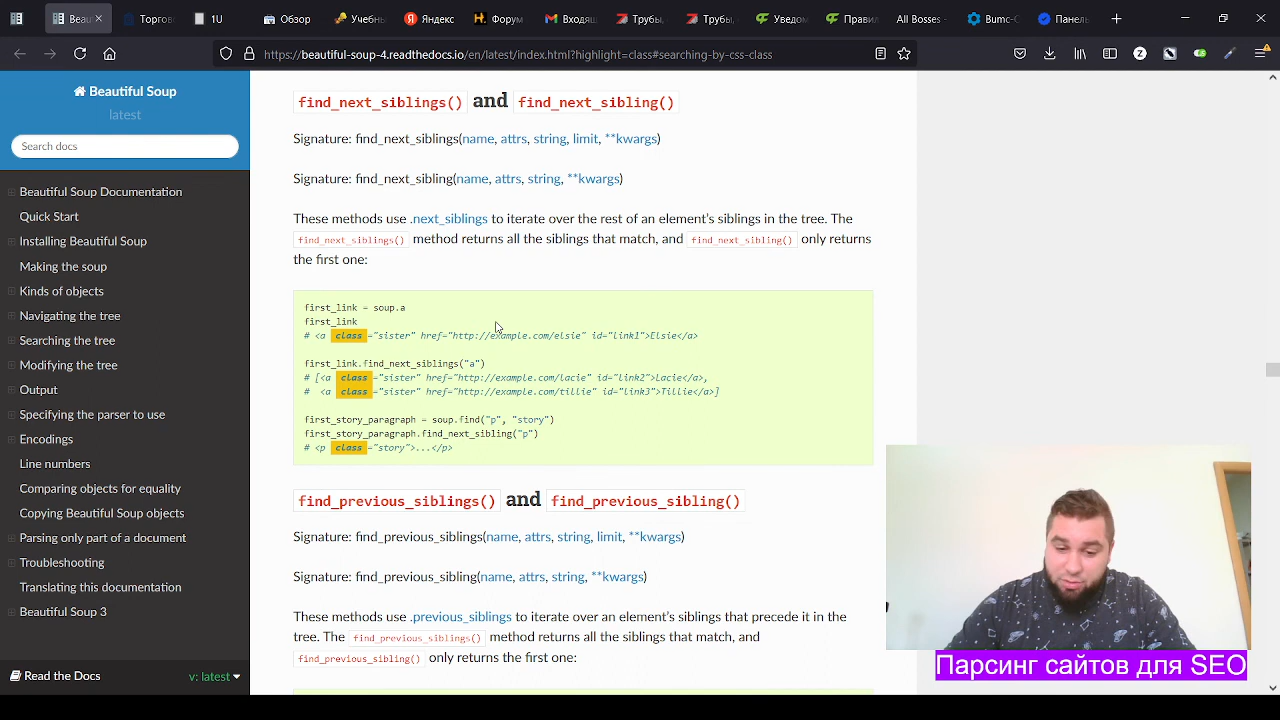 Beau
Торгов
1U
Обзор
Учебны
Яндекс
Форум
Входящ
Трубы,
Трубы,
Уведом
Правил
All Bosses -
Bumc-C
Панель
https://beautiful-soup-4.readthedocs.io/en/latest/index.html?highlight=class#searching-by-css-class
Beautiful Soup
latest
Search docs
Beautiful Soup Documentation
Quick Start
Installing Beautiful Soup
Making the soup
Kinds of objects
Navigating the tree
Searching the tree
Modifying the tree
Output
Specifying the parser to use
Encodings
Line numbers
Comparing objects for equality
Copying Beautiful Soup objects
Parsing only part of a document
Troubleshooting
Translating this documentation
Beautiful Soup 3
Read the Docs
v: latest
find_next_siblings() and find_next_sibling()
Signature: find_next_siblings(name, attrs, string, limit, **kwargs)
Signature: find_next_sibling(name, attrs, string, **kwargs)
These methods use .next_siblings to iterate over the rest of an element's siblings in the tree. The
find_next_siblings() method returns all the siblings that match, and find_next_sibling() only returns
the first one:
first_link = soup.a
first_link
# <a class="sister" href="http://example.com/elsie" id="link1">Elsie</a>
first_link.find_next_siblings("a")
# [<a class="sister" href="http://example.com/lacie" id="link2">Lacie</a>,
#  <a class="sister" href="http://example.com/tillie" id="link3">Tillie</a>]
first_story_paragraph = soup.find("p", "story")
first_story_paragraph.find_next_sibling("p")
# <p class="story">...</p>
find_previous_siblings() and find_previous_sibling()
Signature: find_previous_siblings(name, attrs, string, limit, **kwargs)
Signature: find_previous_sibling(name, attrs, string, **kwargs)
These methods use .previous_siblings to iterate over an element's siblings that precede it in the
tree. The find_previous_siblings() method returns all the siblings that match, and
find_previous_sibling() only returns the first one:
Парсинг сайтов для SEO